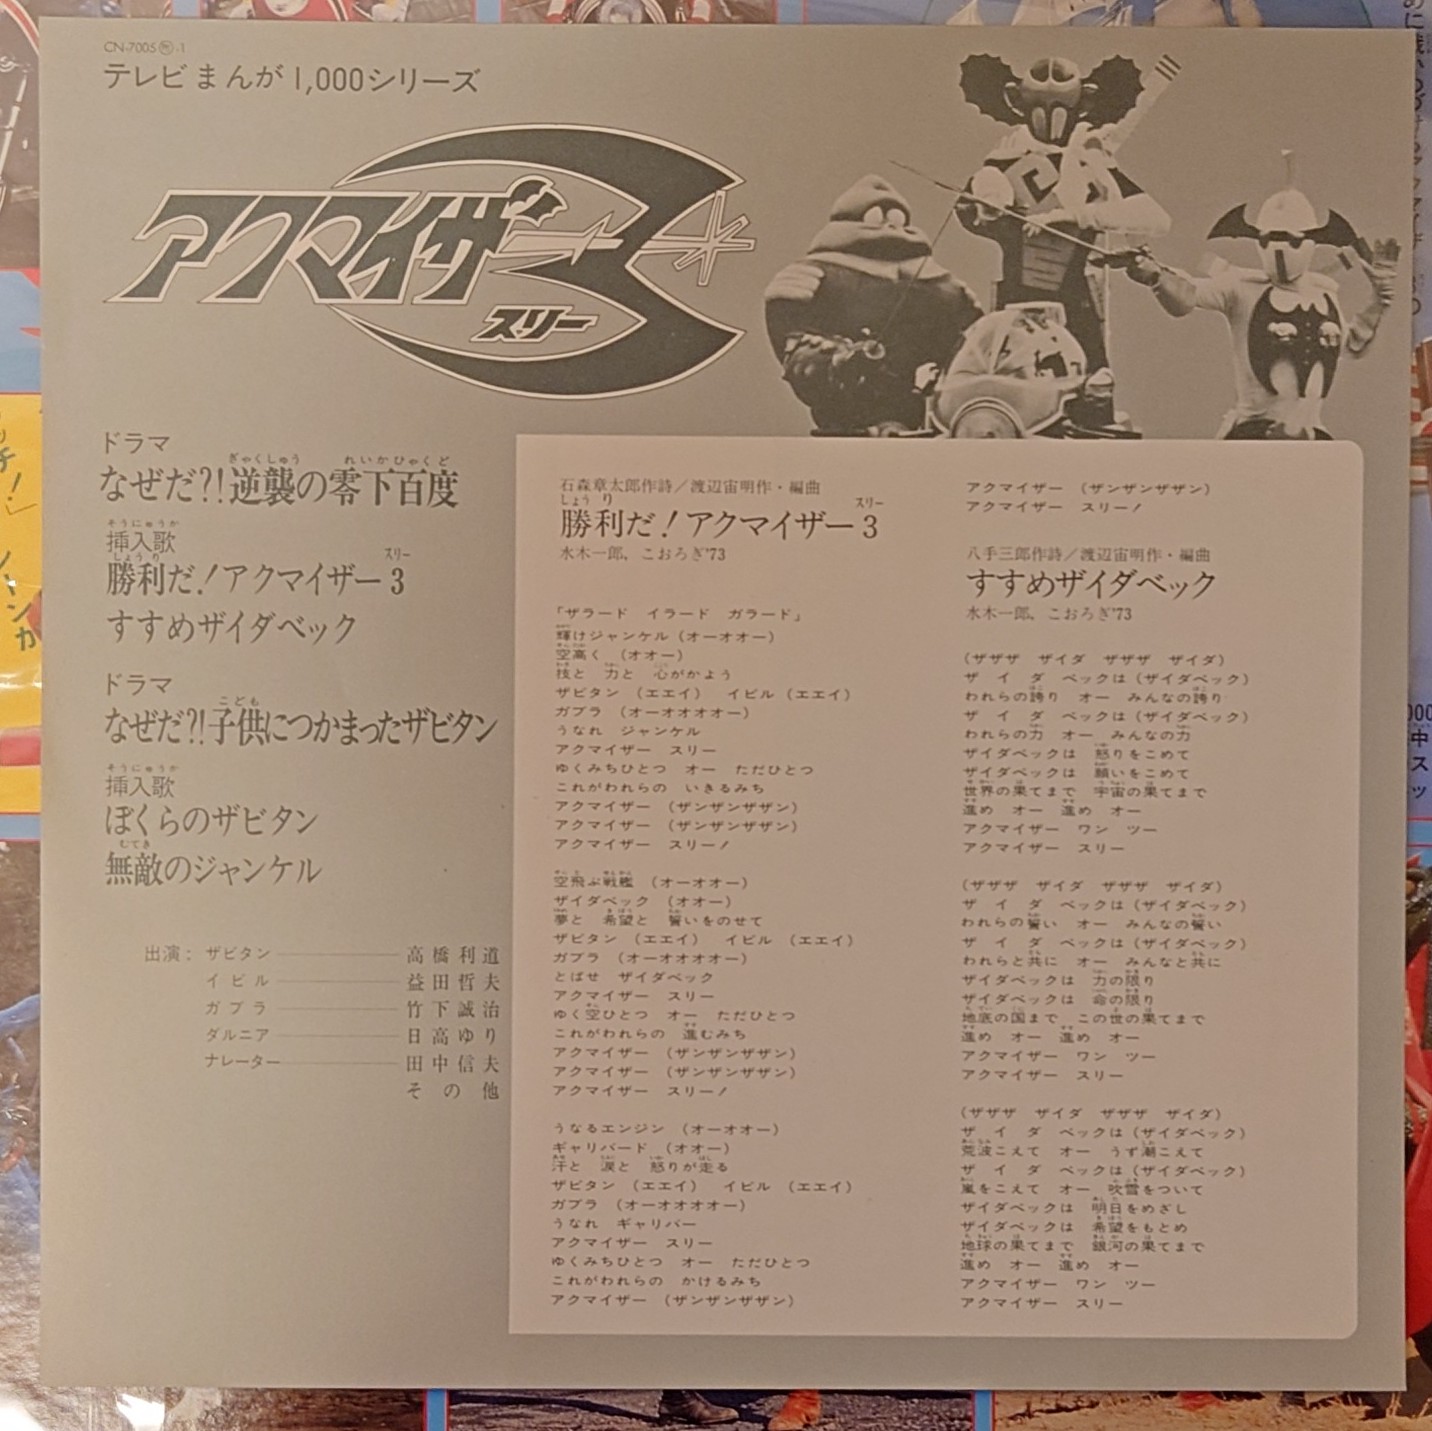 CN-7005
テレビまんが1,000シリーズ
アクマイザー3
スリー
ドラマ
なぜだ?!逆襲の零下百度
挿入歌
勝利だ!アクマイザー3
すすめザイダベック
ドラマ
なぜだ?!子供につかまったザビタン
挿入歌
ぼくらのザビタン
無敵のジャンケル
出演:ザビタン 高橋利道
イビル 益田哲夫
ガブラ 竹下誠治
ダルニア 日高ゆり
ナレーター 田中信夫
その他
石森章太郎作詩/渡辺宙明作・編曲
勝利だ!アクマイザー3
水木一郎、こおろぎ'73
「ザラード イラード ガラード」
輝けジャンケル(オーオオー)
空高く (オオー)
技と 力と 心がかよう
ザビタン (エエイ) イビル (エエイ)
ガブラ (オーオオオオー)
うなれ ジャンケル
アクマイザー スリー
ゆくみちひとつ オー ただひとつ
これがわれらの いきるみち
アクマイザー (ザンザンザザン)
アクマイザー (ザンザンザザン)
アクマイザー スリー!
空飛ぶ戦艦 (オーオオー)
ザイダベック (オオー)
夢と 希望と 誓いをのせて
ザビタン (エエイ) イビル (エエイ)
ガブラ (オーオオオオー)
とばせ ザイダベック
アクマイザー スリー
ゆく空ひとつ オー ただひとつ
これがわれらの 進むみち
アクマイザー (ザンザンザザン)
アクマイザー (ザンザンザザン)
アクマイザー スリー!
うなるエンジン (オーオオー)
ギャリバード (オオー)
汗と 涙と 怒りが走る
ザビタン (エエイ) イビル (エエイ)
ガブラ (オーオオオオー)
うなれ ギャリバー
アクマイザー スリー
ゆくみちひとつ オー ただひとつ
これがわれらの かけるみち
アクマイザー (ザンザンザザン)
アクマイザー (ザンザンザザン)
アクマイザー スリー!
八手三郎作詩/渡辺宙明作・編曲
すすめザイダベック
水木一郎、こおろぎ'73
(ザザザ ザイダ ザザザ ザイダ)
ザ イ ダ ベックは(ザイダベック)
われらの誇り オー みんなの誇り
ザ イ ダ ベックは(ザイダベック)
われらの力 オー みんなの力
ザイダベックは 怒りをこめて
ザイダベックは 願いをこめて
世界の果てまで 宇宙の果てまで
進め オー 進め オー
アクマイザー ワン ツー
アクマイザー スリー
(ザザザ ザイダ ザザザ ザイダ)
ザ イ ダ ベックは(ザイダベック)
われらの誓い オー みんなの誓い
ザ イ ダ ベックは(ザイダベック)
われらと共に オー みんなと共に
ザイダベックは 力の限り
ザイダベックは 命の限り
地底の国まで この世の果てまで
進め オー 進め オー
アクマイザー ワン ツー
アクマイザー スリー
(ザザザ ザイダ ザザザ ザイダ)
ザ イ ダ ベックは(ザイダベック)
荒波こえて オー うず潮こえて
ザ イ ダ ベックは(ザイダベック)
嵐をこえて オー 吹雪をついて
ザイダベックは 明日をめざし
ザイダベックは 希望をもとめ
地球の果てまで 銀河の果てまで
進め オー 進め オー
アクマイザー ワン ツー
アクマイザー スリー